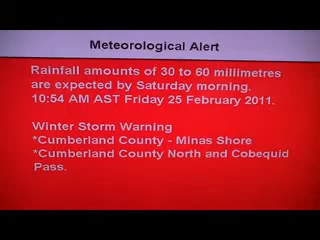 Meteorological Alert
Rainfall amounts of 30 to 60 millimetres
are expected by Saturday morning.
10:54 AM AST Friday 25 February 2011.
Winter Storm Warning
*Cumberland County - Minas Shore
*Cumberland County North and Cobequid
Pass.